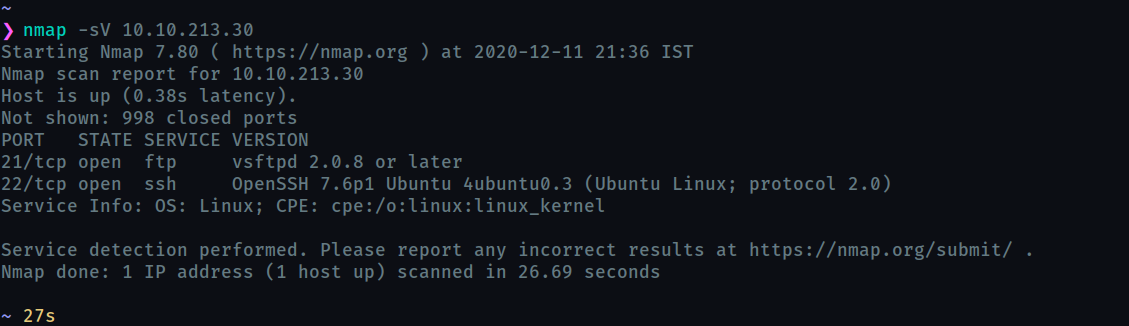 ~
❯ nmap -sV 10.10.213.30
Starting Nmap 7.80 ( https://nmap.org ) at 2020-12-11 21:36 IST
Nmap scan report for 10.10.213.30
Host is up (0.38s latency).
Not shown: 998 closed ports
PORT   STATE SERVICE VERSION
21/tcp open  ftp     vsftpd 2.0.8 or later
22/tcp open  ssh     OpenSSH 7.6p1 Ubuntu 4ubuntu0.3 (Ubuntu Linux; protocol 2.0)
Service Info: OS: Linux; CPE: cpe:/o:linux:linux_kernel
Service detection performed. Please report any incorrect results at https://nmap.org/submit/ .
Nmap done: 1 IP address (1 host up) scanned in 26.69 seconds
~ 27s